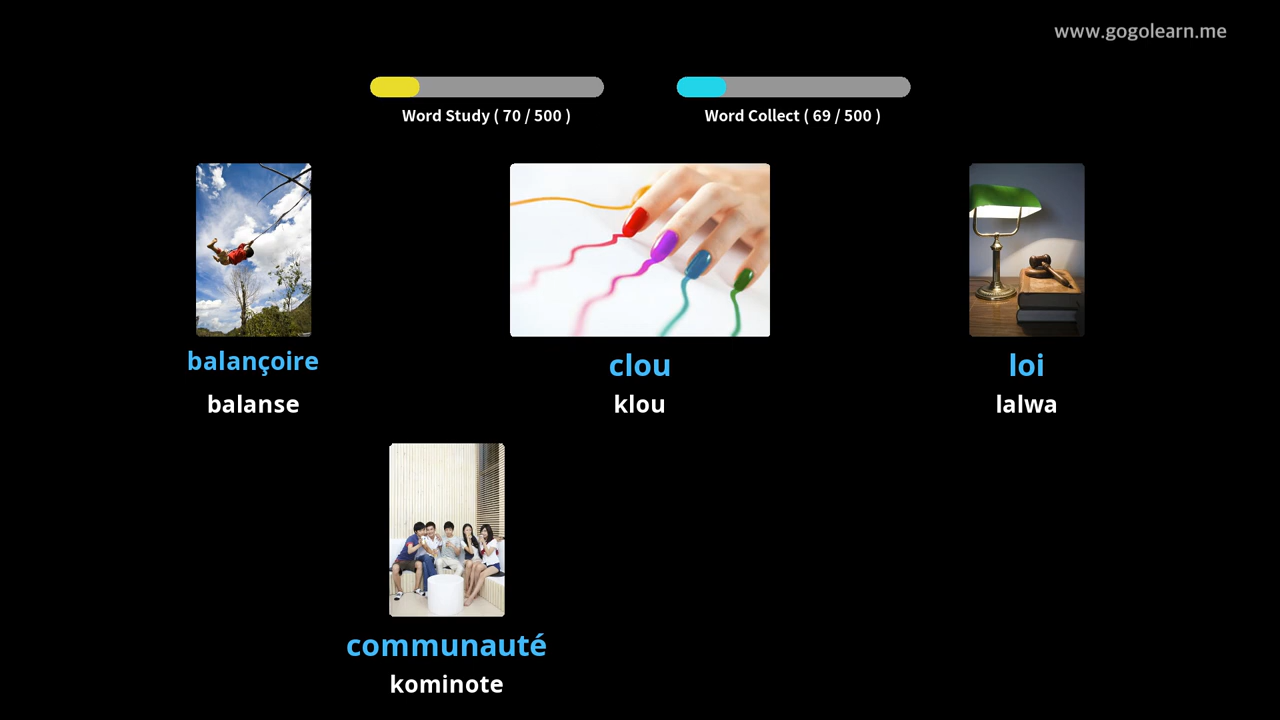 www.gogolearn.me
Word Study ( 70 / 500 )
Word Collect ( 69 / 500 )
balançoire
balanse
clou
klou
loi
lalwa
communauté
kominote